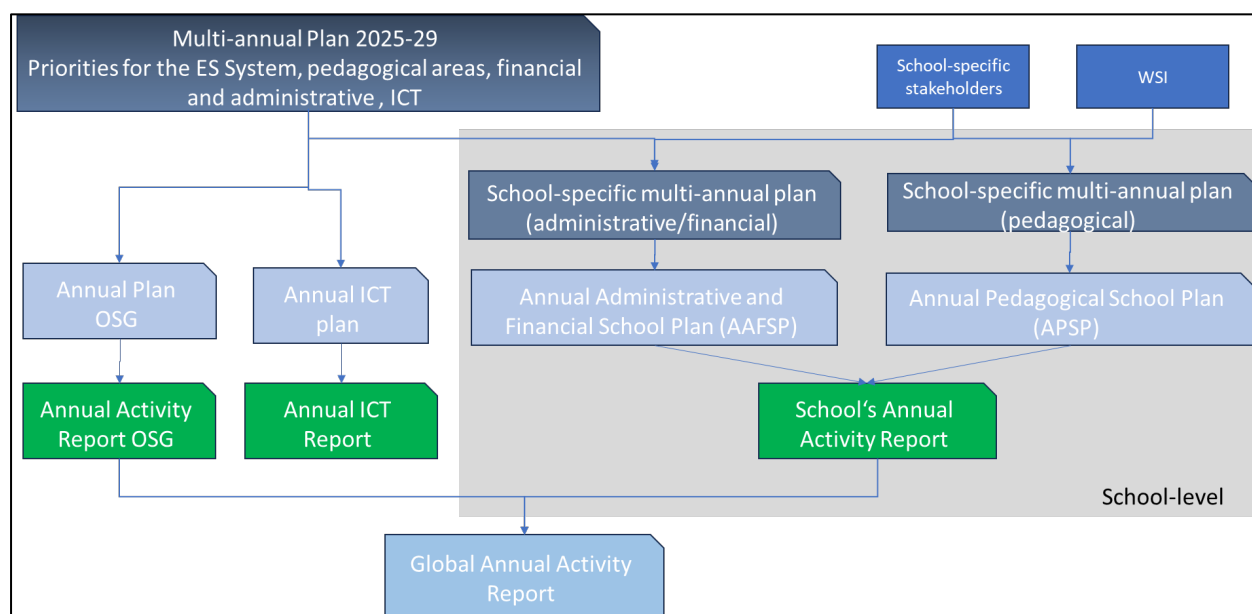 Multi-annual Plan 2025-29
Priorities for the ES System, pedagogical areas, financial
and administrative , ICT
School-specific
stakeholders
WSI
School-specific multi-annual plan
(administrative/financial)
School-specific multi-annual plan
(pedagogical)
Annual Plan
OSG
Annual ICT
plan
Annual Administrative and
Financial School Plan (AAFSP)
Annual Pedagogical School Plan
(APSP)
Annual Activity
Report OSG
Annual ICT
Report
School‘s Annual
Activity Report
School-level
Global Annual Activity
Report